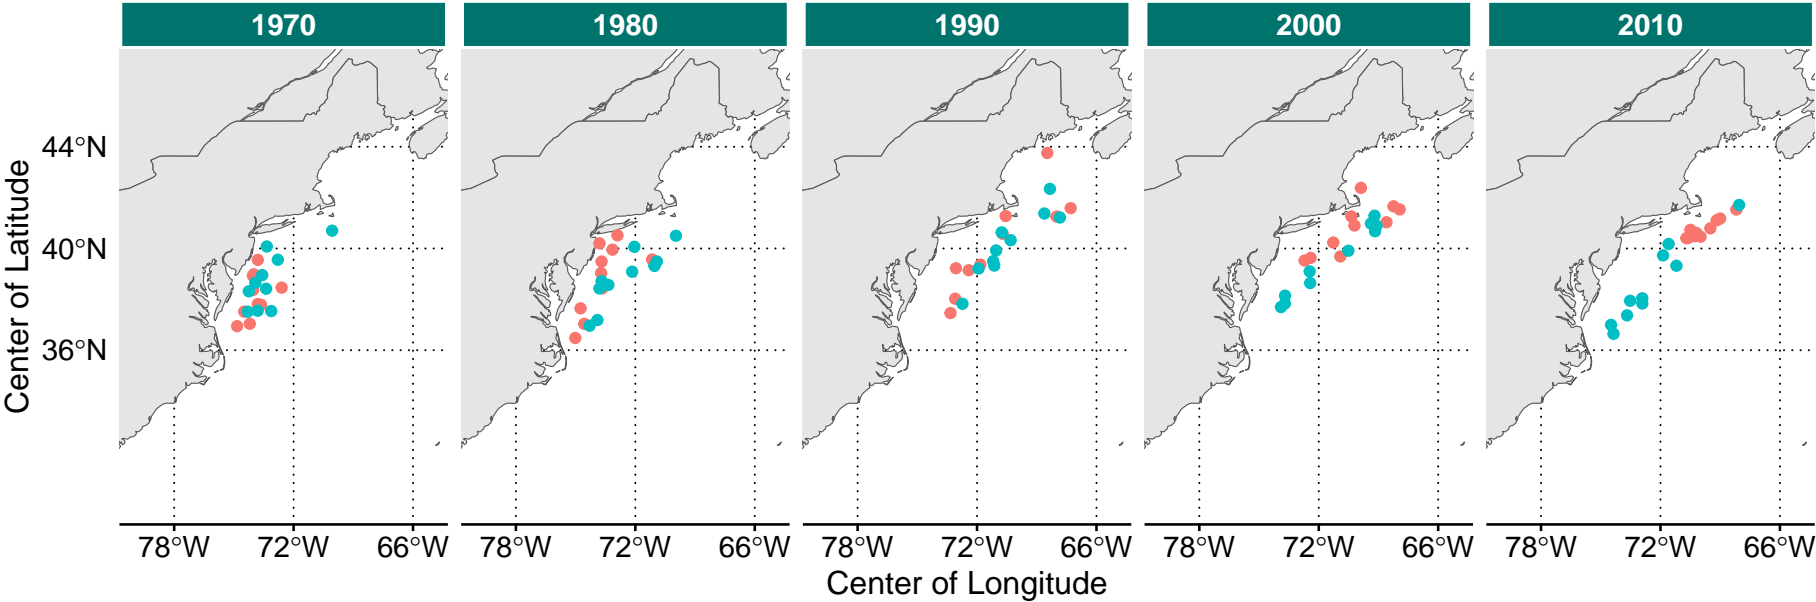 1970 1980 1990 2000 2010
Center of Latitude
44°N
40°N
36°N
78°W 72°W 66°W 78°W 72°W 66°W 78°W 72°W 66°W 78°W 72°W 66°W 78°W 72°W 66°W
Center of Longitude